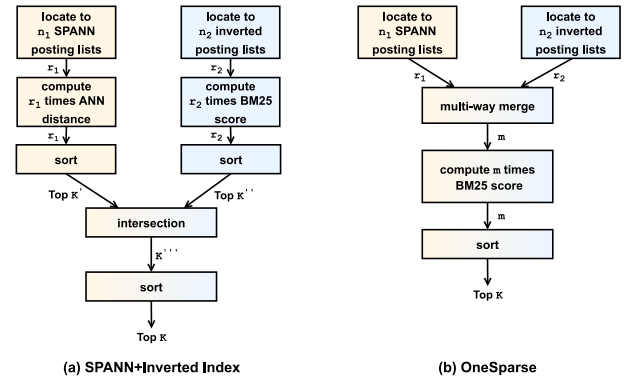 locate to
n₁ SPANN
posting lists
locate to
n₂ inverted
posting lists
r₁
r₂
compute
r₁ times ANN
distance
compute
r₂ times BM25
score
r₁
r₂
sort
sort
Top K'
Top K''
intersection
K'''
sort
Top K
(a) SPANN+Inverted Index
locate to
n₁ SPANN
posting lists
locate to
n₂ inverted
posting lists
r₁
r₂
multi-way merge
m
compute m times
BM25 score
m
sort
Top K
(b) OneSparse